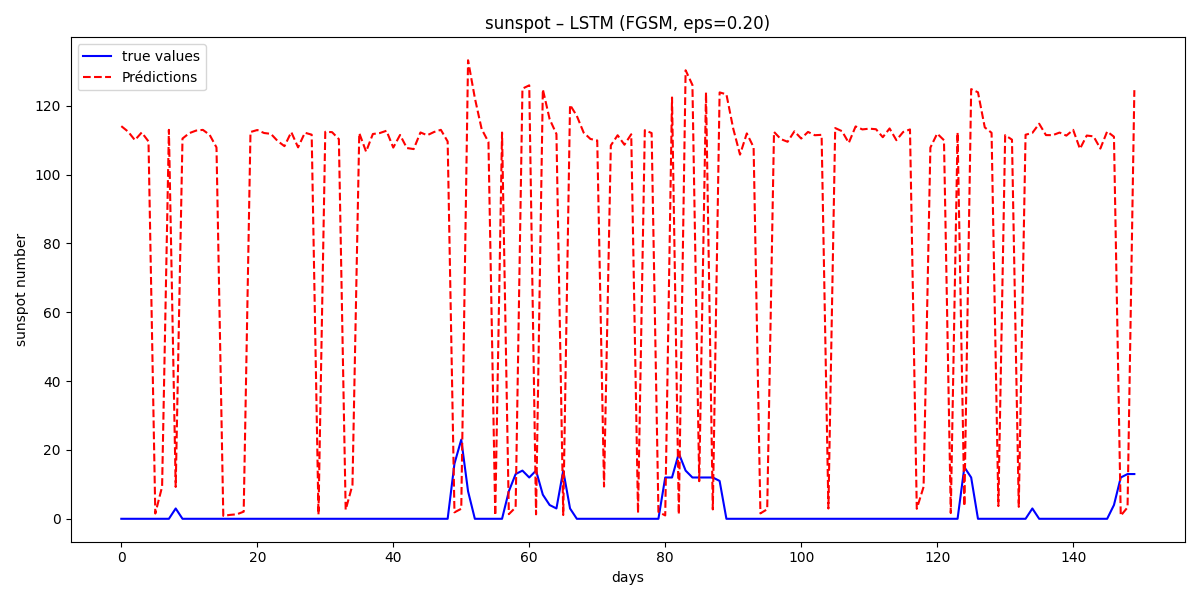 sunspot – LSTM (FGSM, eps=0.20)
true values
Prédictions
120
100
80
60
40
20
0
sunspot number
0 20 40 60 80 100 120 140
days